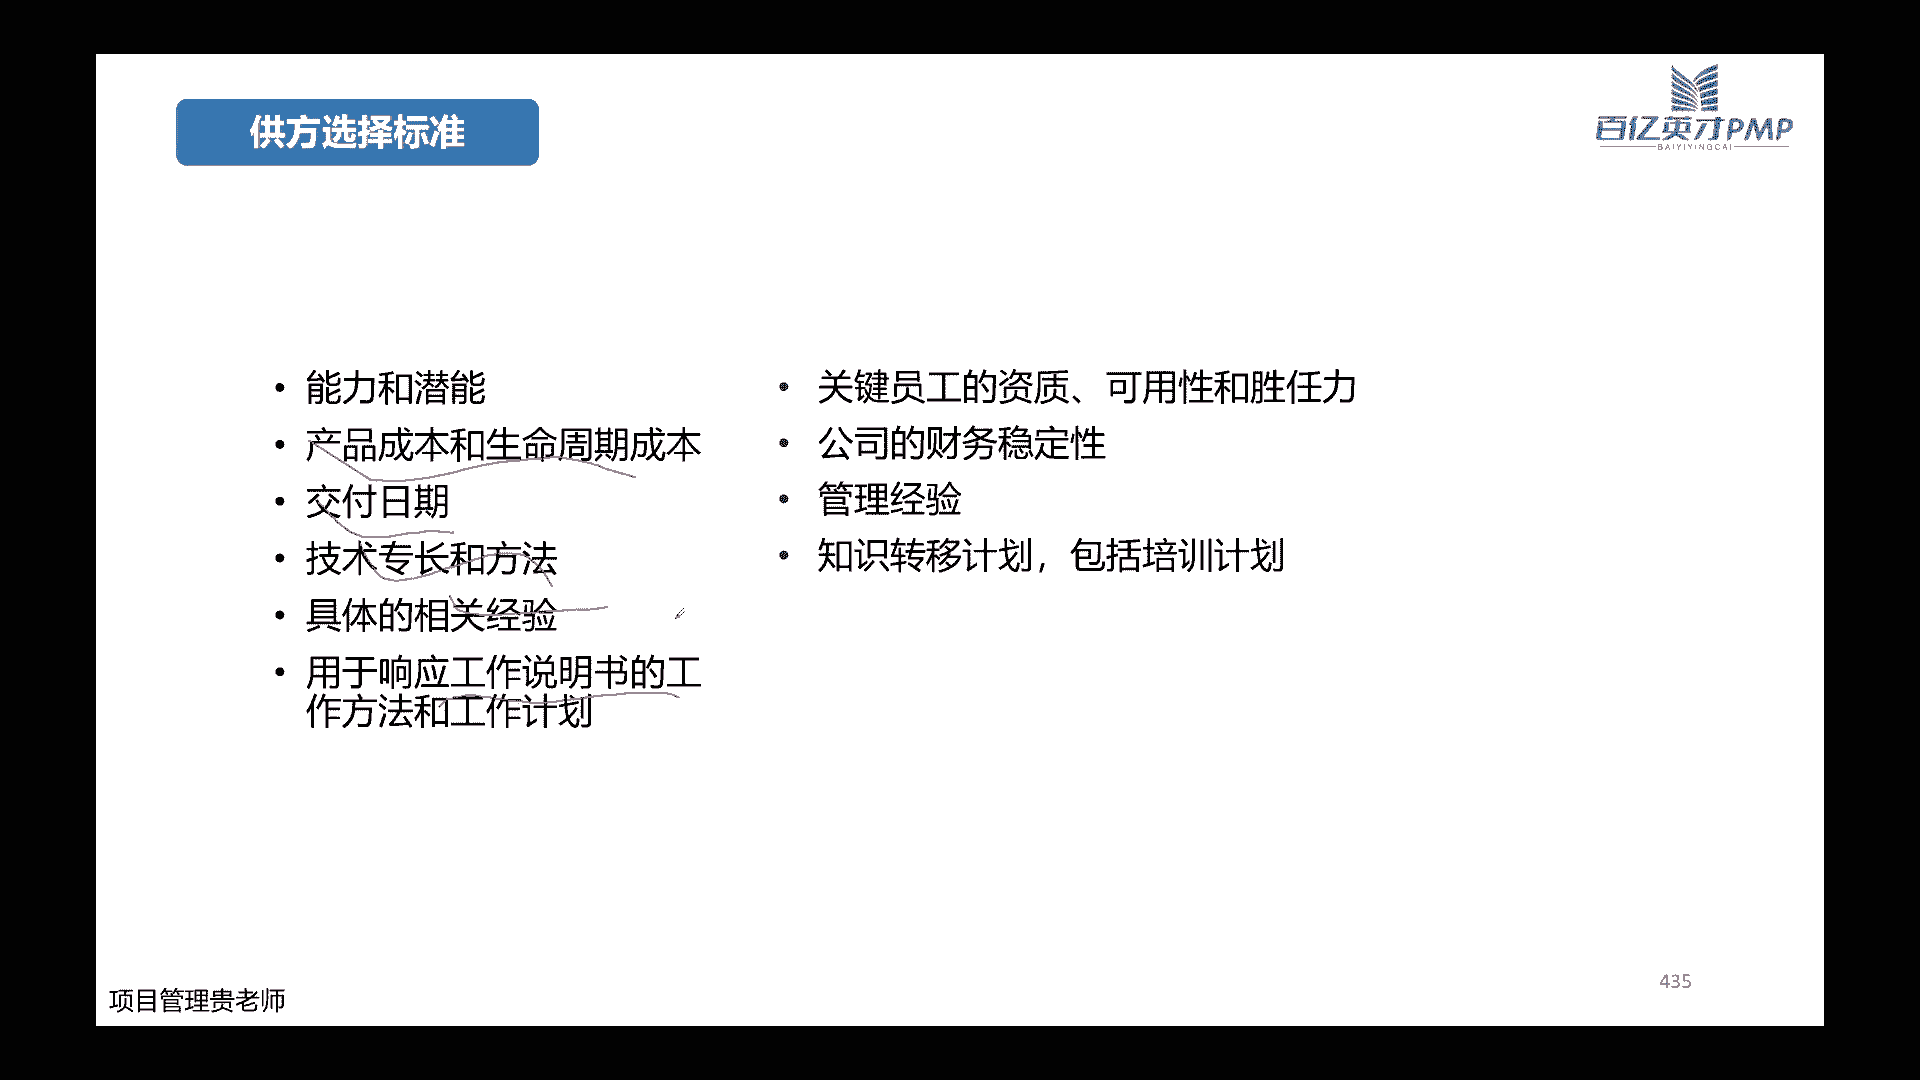 供方选择标准
百亿英才PMP
BAIYIYINGCAI
• 能力和潜能
• 产品成本和生命周期成本
• 交付日期
• 技术专长和方法
• 具体的相关经验
• 用于响应工作说明书的工
作方法和工作计划
• 关键员工的资质、可用性和胜任力
• 公司的财务稳定性
• 管理经验
• 知识转移计划，包括培训计划
435
项目管理贵老师